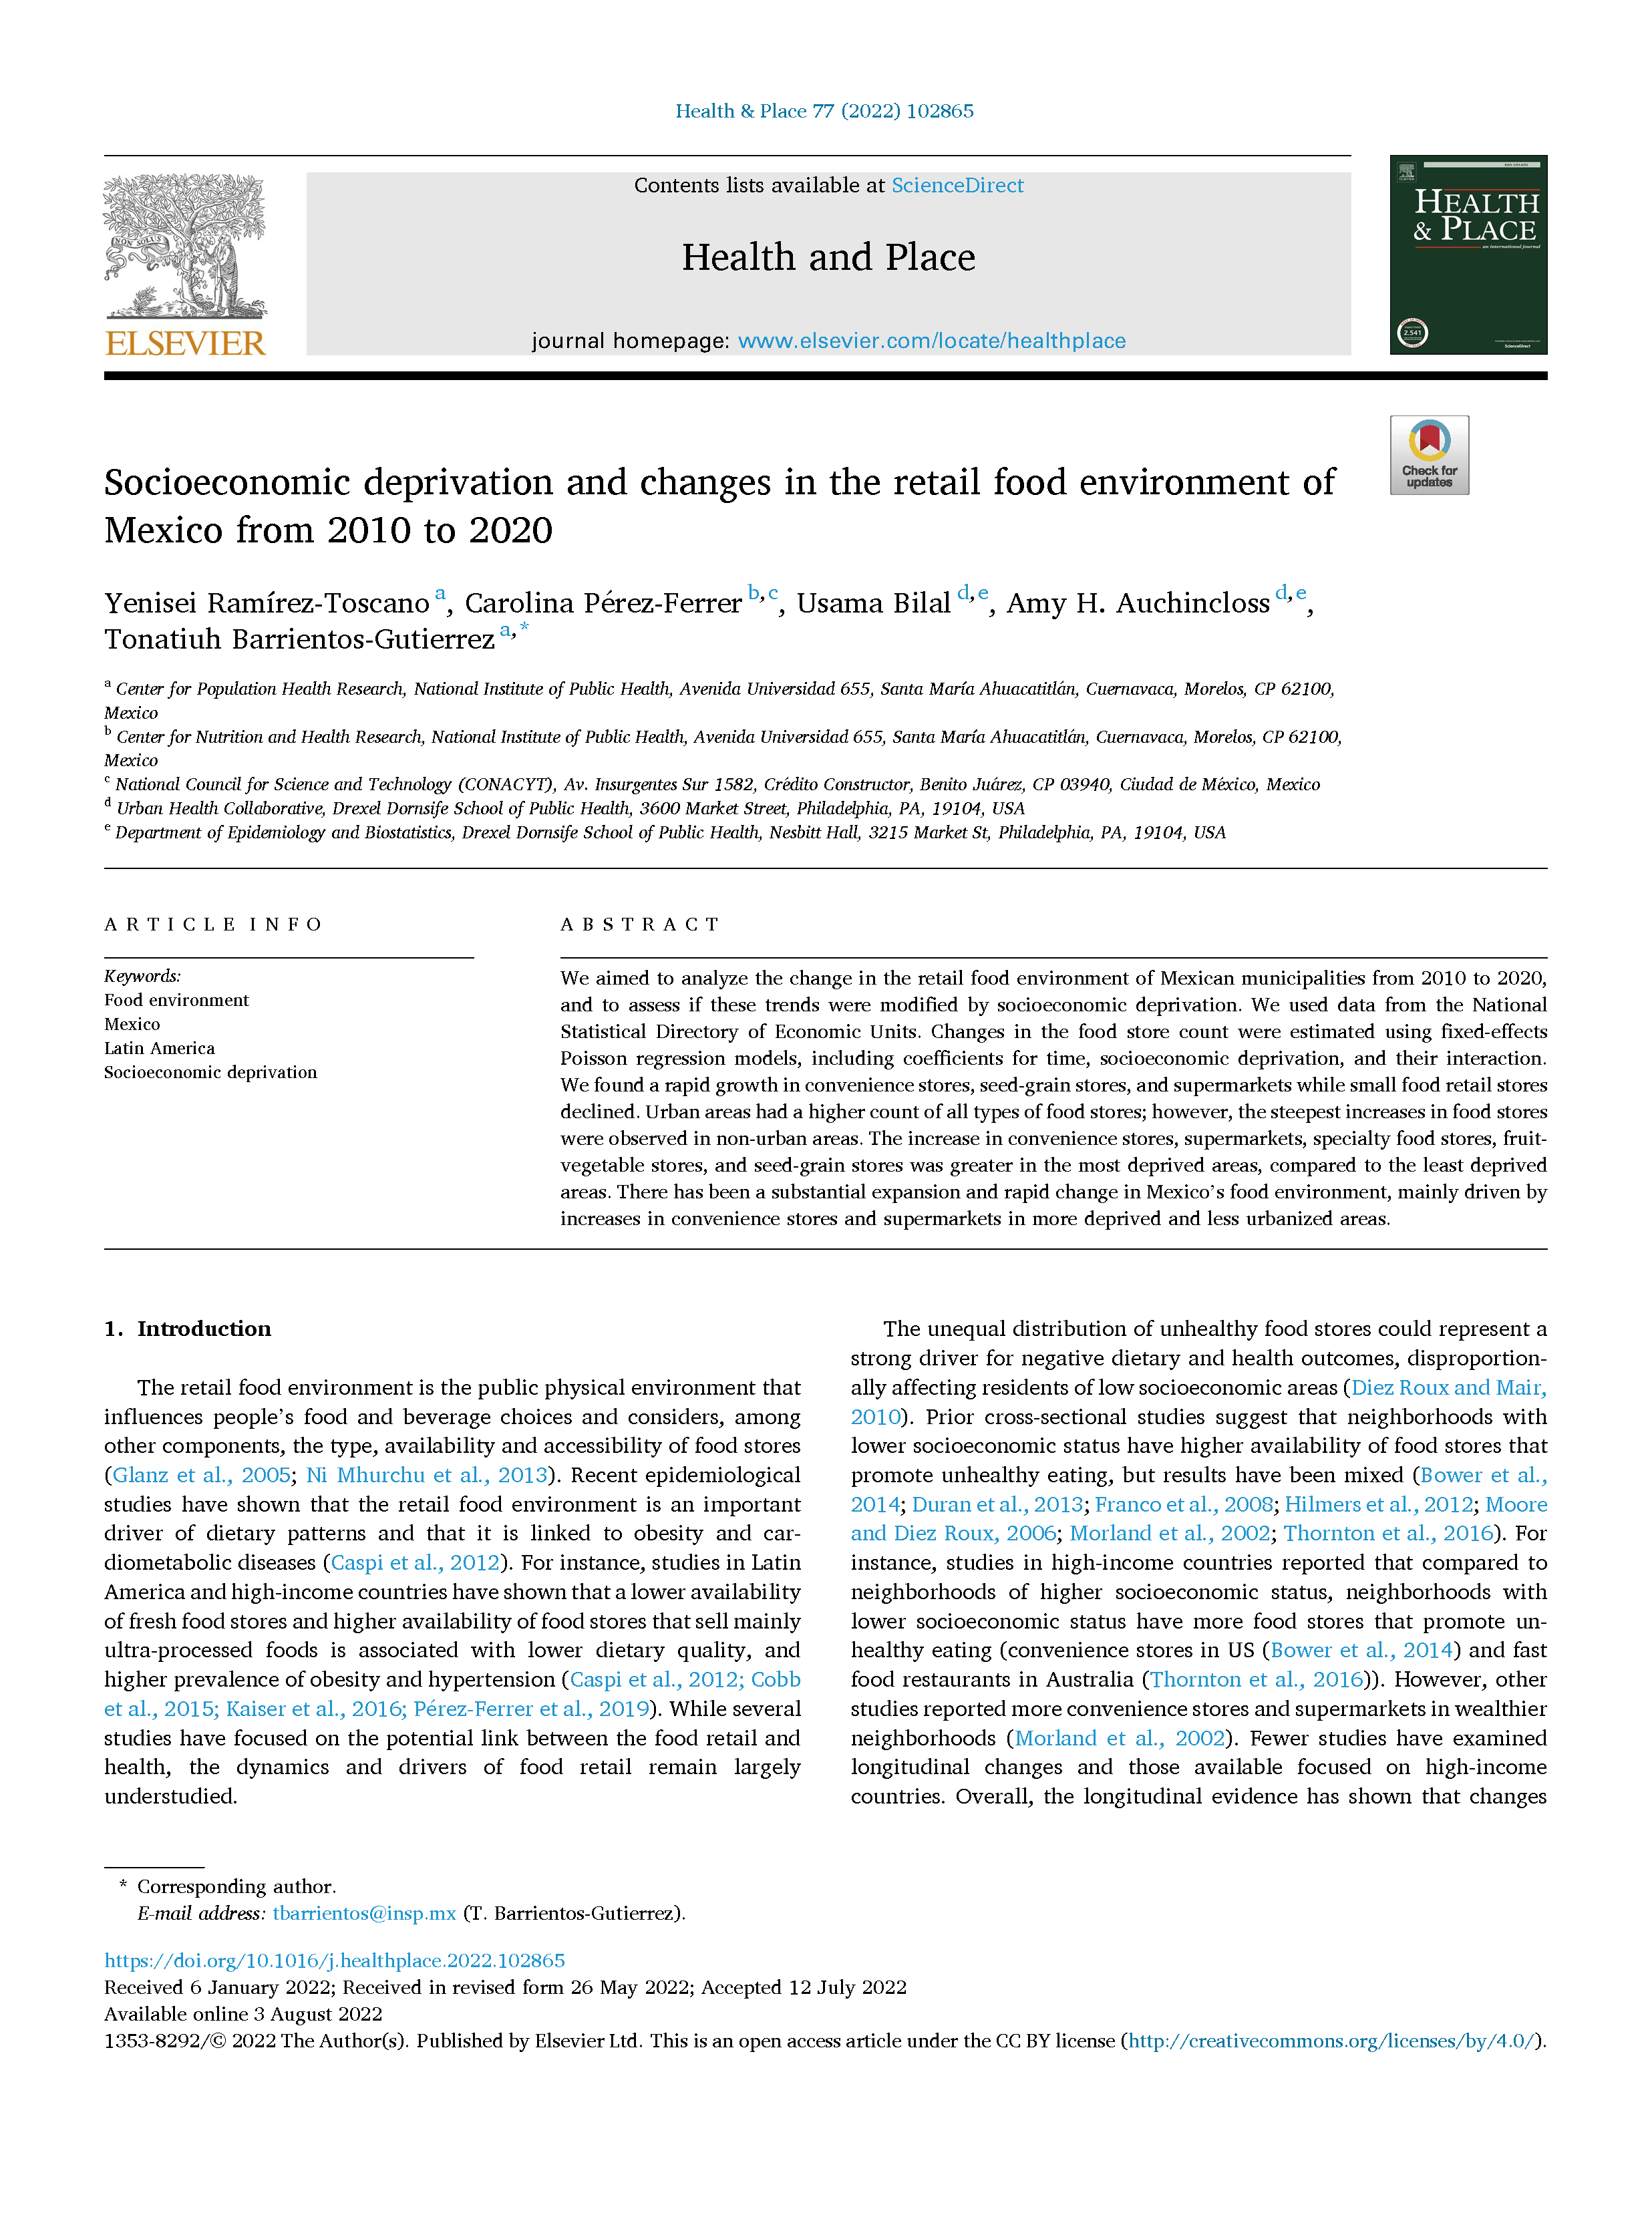 Health & Place 77 (2022) 102865
Contents lists available at ScienceDirect
Health and Place
journal homepage: www.elsevier.com/locate/healthplace
NON SOLUS
ELSEVIER
HEALTH
& PLACE
an international journal
2.541
ScienceDirect
Check for
updates
Socioeconomic deprivation and changes in the retail food environment of
Mexico from 2010 to 2020
Yenisei Ramírez-Toscano a, Carolina Pérez-Ferrer b,c, Usama Bilal d,e, Amy H. Auchincloss d,e,
Tonatiuh Barrientos-Gutierrez a,*
a Center for Population Health Research, National Institute of Public Health, Avenida Universidad 655, Santa María Ahuacatitlán, Cuernavaca, Morelos, CP 62100,
Mexico
b Center for Nutrition and Health Research, National Institute of Public Health, Avenida Universidad 655, Santa María Ahuacatitlán, Cuernavaca, Morelos, CP 62100,
Mexico
c National Council for Science and Technology (CONACYT), Av. Insurgentes Sur 1582, Crédito Constructor, Benito Juárez, CP 03940, Ciudad de México, Mexico
d Urban Health Collaborative, Drexel Dornsife School of Public Health, 3600 Market Street, Philadelphia, PA, 19104, USA
e Department of Epidemiology and Biostatistics, Drexel Dornsife School of Public Health, Nesbitt Hall, 3215 Market St, Philadelphia, PA, 19104, USA
ARTICLE INFO
Keywords:
Food environment
Mexico
Latin America
Socioeconomic deprivation
ABSTRACT
We aimed to analyze the change in the retail food environment of Mexican municipalities from 2010 to 2020,
and to assess if these trends were modified by socioeconomic deprivation. We used data from the National
Statistical Directory of Economic Units. Changes in the food store count were estimated using fixed-effects
Poisson regression models, including coefficients for time, socioeconomic deprivation, and their interaction.
We found a rapid growth in convenience stores, seed-grain stores, and supermarkets while small food retail stores
declined. Urban areas had a higher count of all types of food stores; however, the steepest increases in food stores
were observed in non-urban areas. The increase in convenience stores, supermarkets, specialty food stores, fruit-
vegetable stores, and seed-grain stores was greater in the most deprived areas, compared to the least deprived
areas. There has been a substantial expansion and rapid change in Mexico's food environment, mainly driven by
increases in convenience stores and supermarkets in more deprived and less urbanized areas.
1. Introduction
The retail food environment is the public physical environment that
influences people's food and beverage choices and considers, among
other components, the type, availability and accessibility of food stores
(Glanz et al., 2005; Ni Mhurchu et al., 2013). Recent epidemiological
studies have shown that the retail food environment is an important
driver of dietary patterns and that it is linked to obesity and car-
diometabolic diseases (Caspi et al., 2012). For instance, studies in Latin
America and high-income countries have shown that a lower availability
of fresh food stores and higher availability of food stores that sell mainly
ultra-processed foods is associated with lower dietary quality, and
higher prevalence of obesity and hypertension (Caspi et al., 2012; Cobb
et al., 2015; Kaiser et al., 2016; Pérez-Ferrer et al., 2019). While several
studies have focused on the potential link between the food retail and
health, the dynamics and drivers of food retail remain largely
understudied.
The unequal distribution of unhealthy food stores could represent a
strong driver for negative dietary and health outcomes, disproportion-
ally affecting residents of low socioeconomic areas (Diez Roux and Mair,
2010). Prior cross-sectional studies suggest that neighborhoods with
lower socioeconomic status have higher availability of food stores that
promote unhealthy eating, but results have been mixed (Bower et al.,
2014; Duran et al., 2013; Franco et al., 2008; Hilmers et al., 2012; Moore
and Diez Roux, 2006; Morland et al., 2002; Thornton et al., 2016). For
instance, studies in high-income countries reported that compared to
neighborhoods of higher socioeconomic status, neighborhoods with
lower socioeconomic status have more food stores that promote un-
healthy eating (convenience stores in US (Bower et al., 2014) and fast
food restaurants in Australia (Thornton et al., 2016)). However, other
studies reported more convenience stores and supermarkets in wealthier
neighborhoods (Morland et al., 2002). Fewer studies have examined
longitudinal changes and those available focused on high-income
countries. Overall, the longitudinal evidence has shown that changes
* Corresponding author.
E-mail address: tbarrientos@insp.mx (T. Barrientos-Gutierrez).
https://doi.org/10.1016/j.healthplace.2022.102865
Received 6 January 2022; Received in revised form 26 May 2022; Accepted 12 July 2022
Available online 3 August 2022
1353-8292/© 2022 The Author(s). Published by Elsevier Ltd. This is an open access article under the CC BY license (http://creativecommons.org/licenses/by/4.0/).